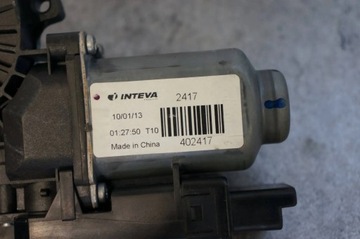 INTEVA 2417
10/01/13
01:27:50 T10
Made in China 402417